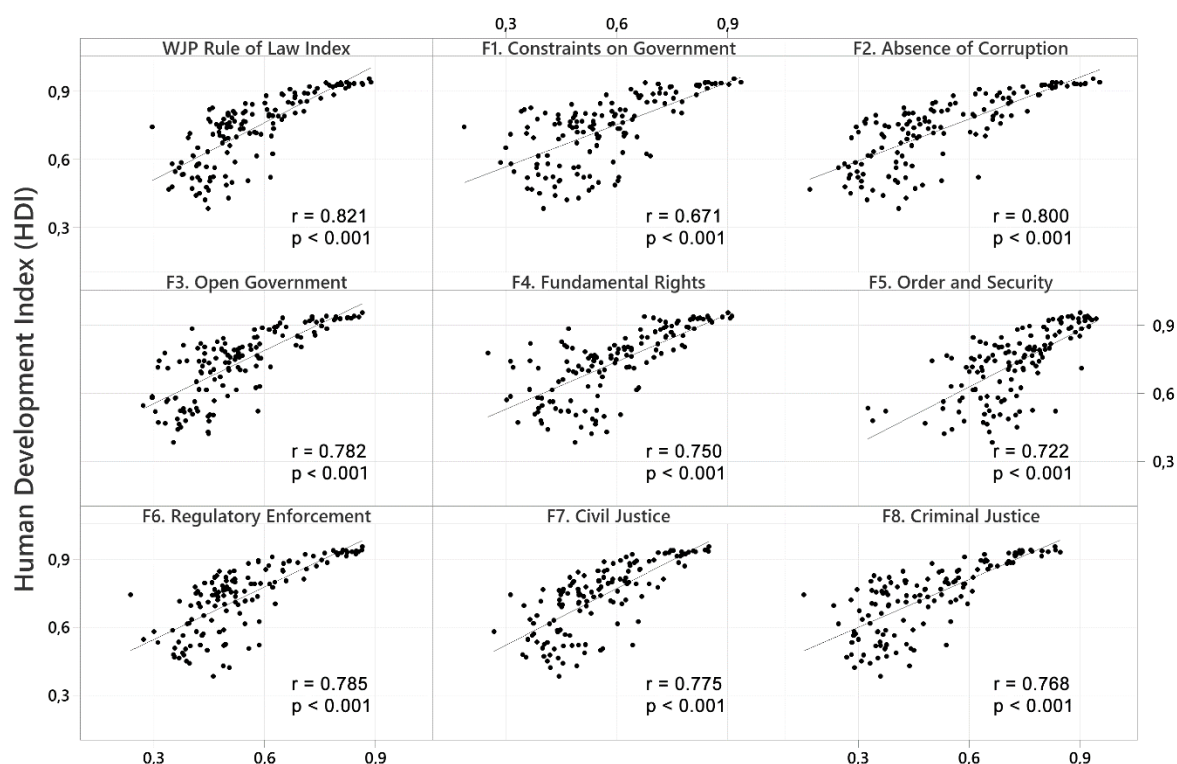 0,3 0,6 0,9
WJP Rule of Law Index F1. Constraints on Government F2. Absence of Corruption
0,9
0,6
0,3
r = 0.821
p < 0.001
r = 0.671
p < 0.001
r = 0.800
p < 0.001
F3. Open Government F4. Fundamental Rights F5. Order and Security
0,9
0,6
0,3
r = 0.782
p < 0.001
r = 0.750
p < 0.001
r = 0.722
p < 0.001
Human Development Index (HDI)
F6. Regulatory Enforcement F7. Civil Justice F8. Criminal Justice
0,9
0,6
0,3
r = 0.785
p < 0.001
r = 0.775
p < 0.001
r = 0.768
p < 0.001
0.3 0.6 0.9 0.3 0.6 0.9